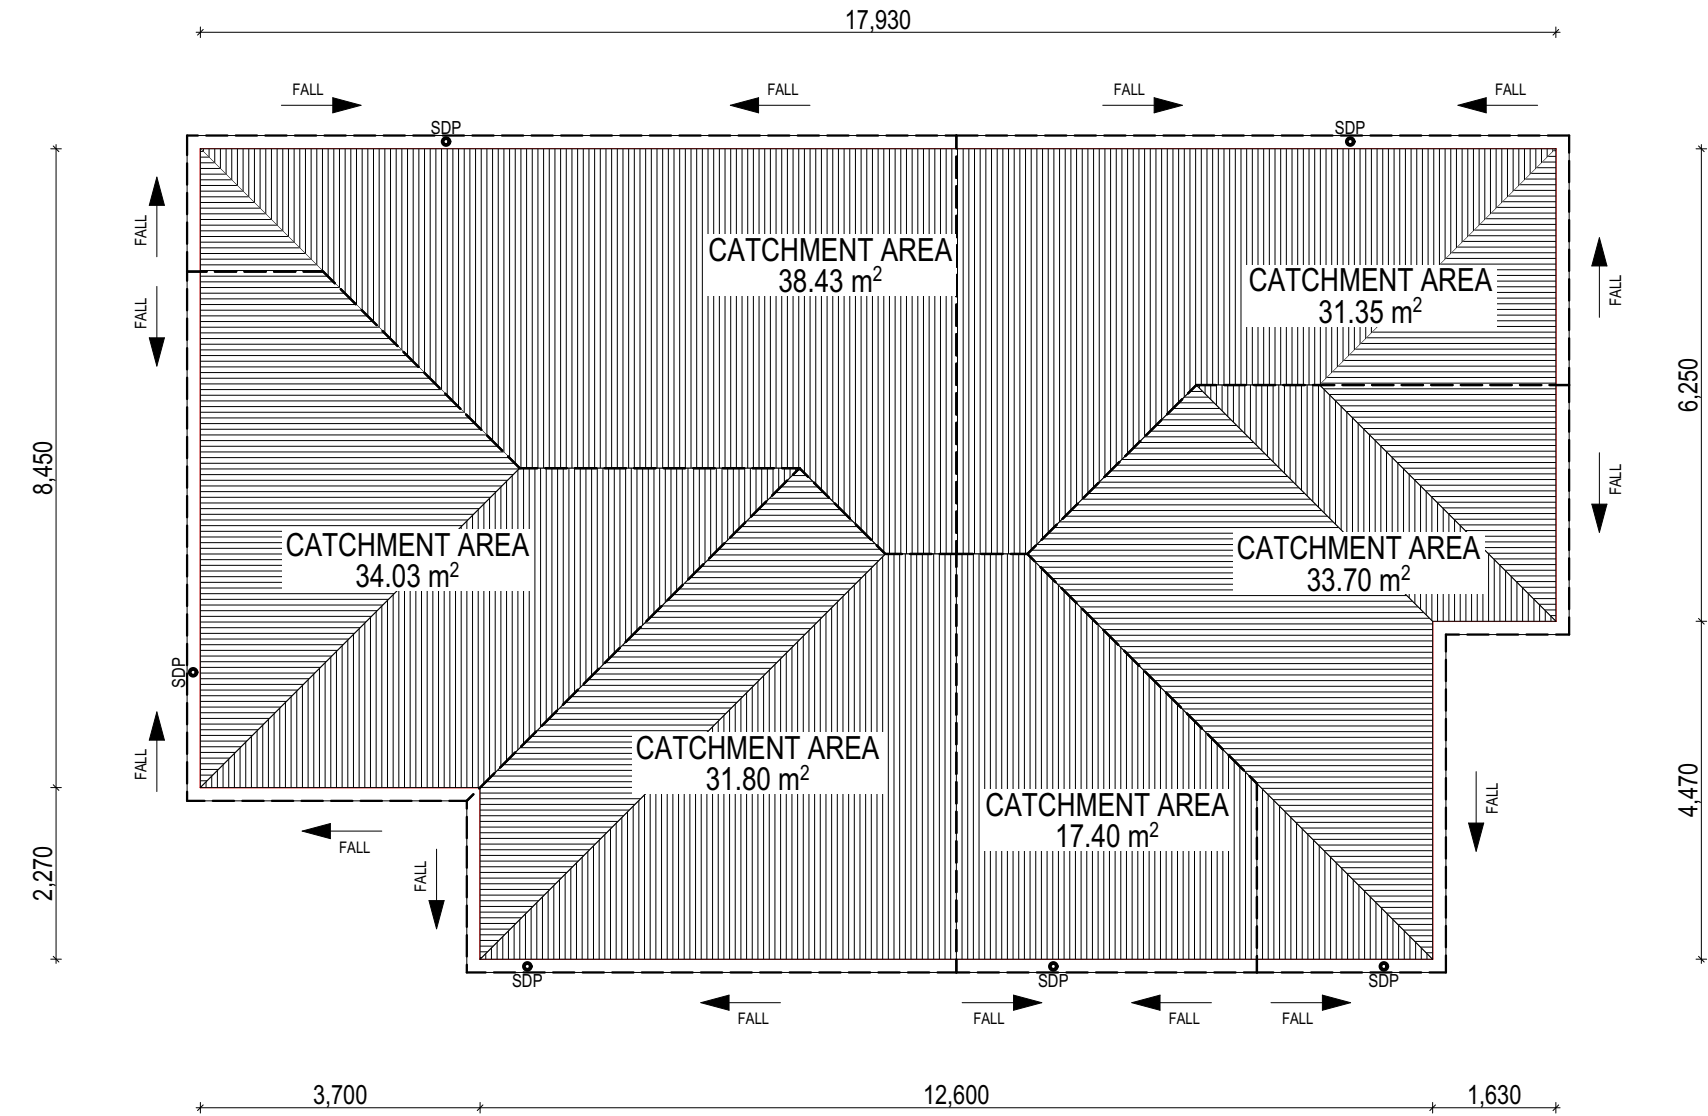 17,930
FALL
FALL
FALL
FALL
SDP
SDP
FALL
FALL
CATCHMENT AREA
38.43 m²
CATCHMENT AREA
31.35 m²
FALL
FALL
8,450
6,250
FALL
CATCHMENT AREA
34.03 m²
CATCHMENT AREA
33.70 m²
SDP
FALL
CATCHMENT AREA
31.80 m²
CATCHMENT AREA
17.40 m²
FALL
4,470
FALL
FALL
2,270
SDP
SDP
SDP
FALL
FALL
FALL
FALL
3,700
12,600
1,630